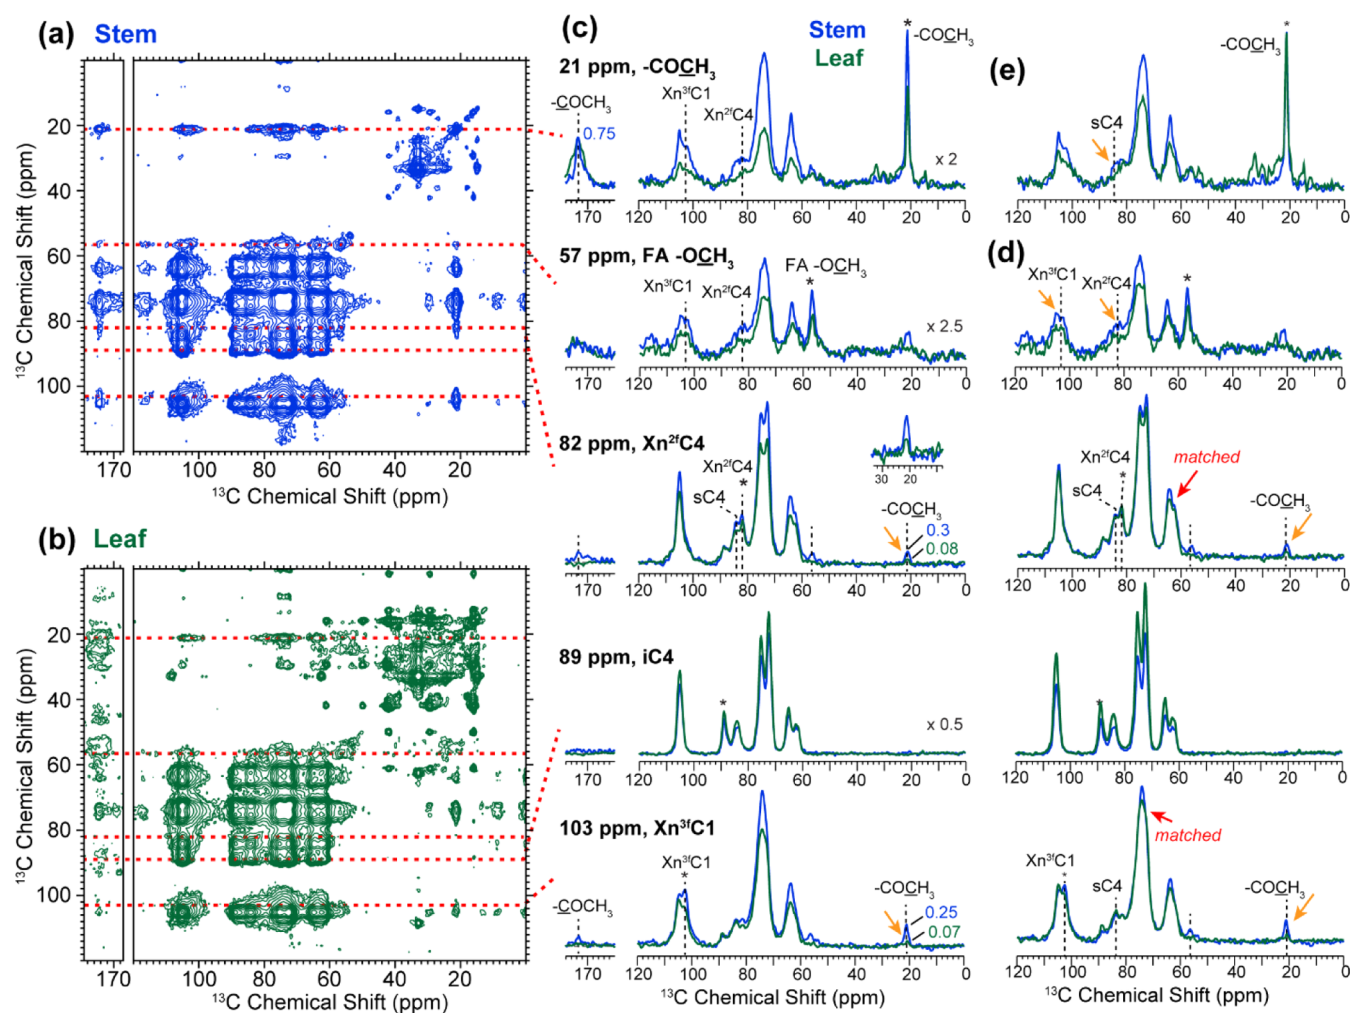 (a) Stem
20
40
60
80
100
¹³C Chemical Shift (ppm)
170 100 80 60 40 20
¹³C Chemical Shift (ppm)
(b) Leaf
20
40
60
80
100
¹³C Chemical Shift (ppm)
170 100 80 60 40 20
¹³C Chemical Shift (ppm)
(c) Stem
Leaf
21 ppm, -COCH₃
* -COCH₃
-COCH₃
0.75
Xn³ᶠC1
Xn²ᶠC4
x 2
170 120 100 80 60 40 20 0
57 ppm, FA -OCH₃
Xn³ᶠC1
Xn²ᶠC4
FA -OCH₃
*
x 2.5
170 120 100 80 60 40 20 0
82 ppm, Xn²ᶠC4
Xn²ᶠC4
sC4 *
30 20
-COCH₃
0.3
0.08
170 120 100 80 60 40 20 0
89 ppm, iC4
*
x 0.5
170 120 100 80 60 40 20 0
103 ppm, Xn³ᶠC1
Xn³ᶠC1
*
-COCH₃
-COCH₃
0.25
0.07
170 120 100 80 60 40 20 0
¹³C Chemical Shift (ppm)
(e)
*
-COCH₃
sC4
120 100 80 60 40 20 0
(d)
Xn³ᶠC1
Xn²ᶠC4
*
120 100 80 60 40 20 0
Xn²ᶠC4
sC4 *
matched
-COCH₃
120 100 80 60 40 20 0
*
120 100 80 60 40 20 0
matched
Xn³ᶠC1
*
sC4
-COCH₃
120 100 80 60 40 20 0
¹³C Chemical Shift (ppm)